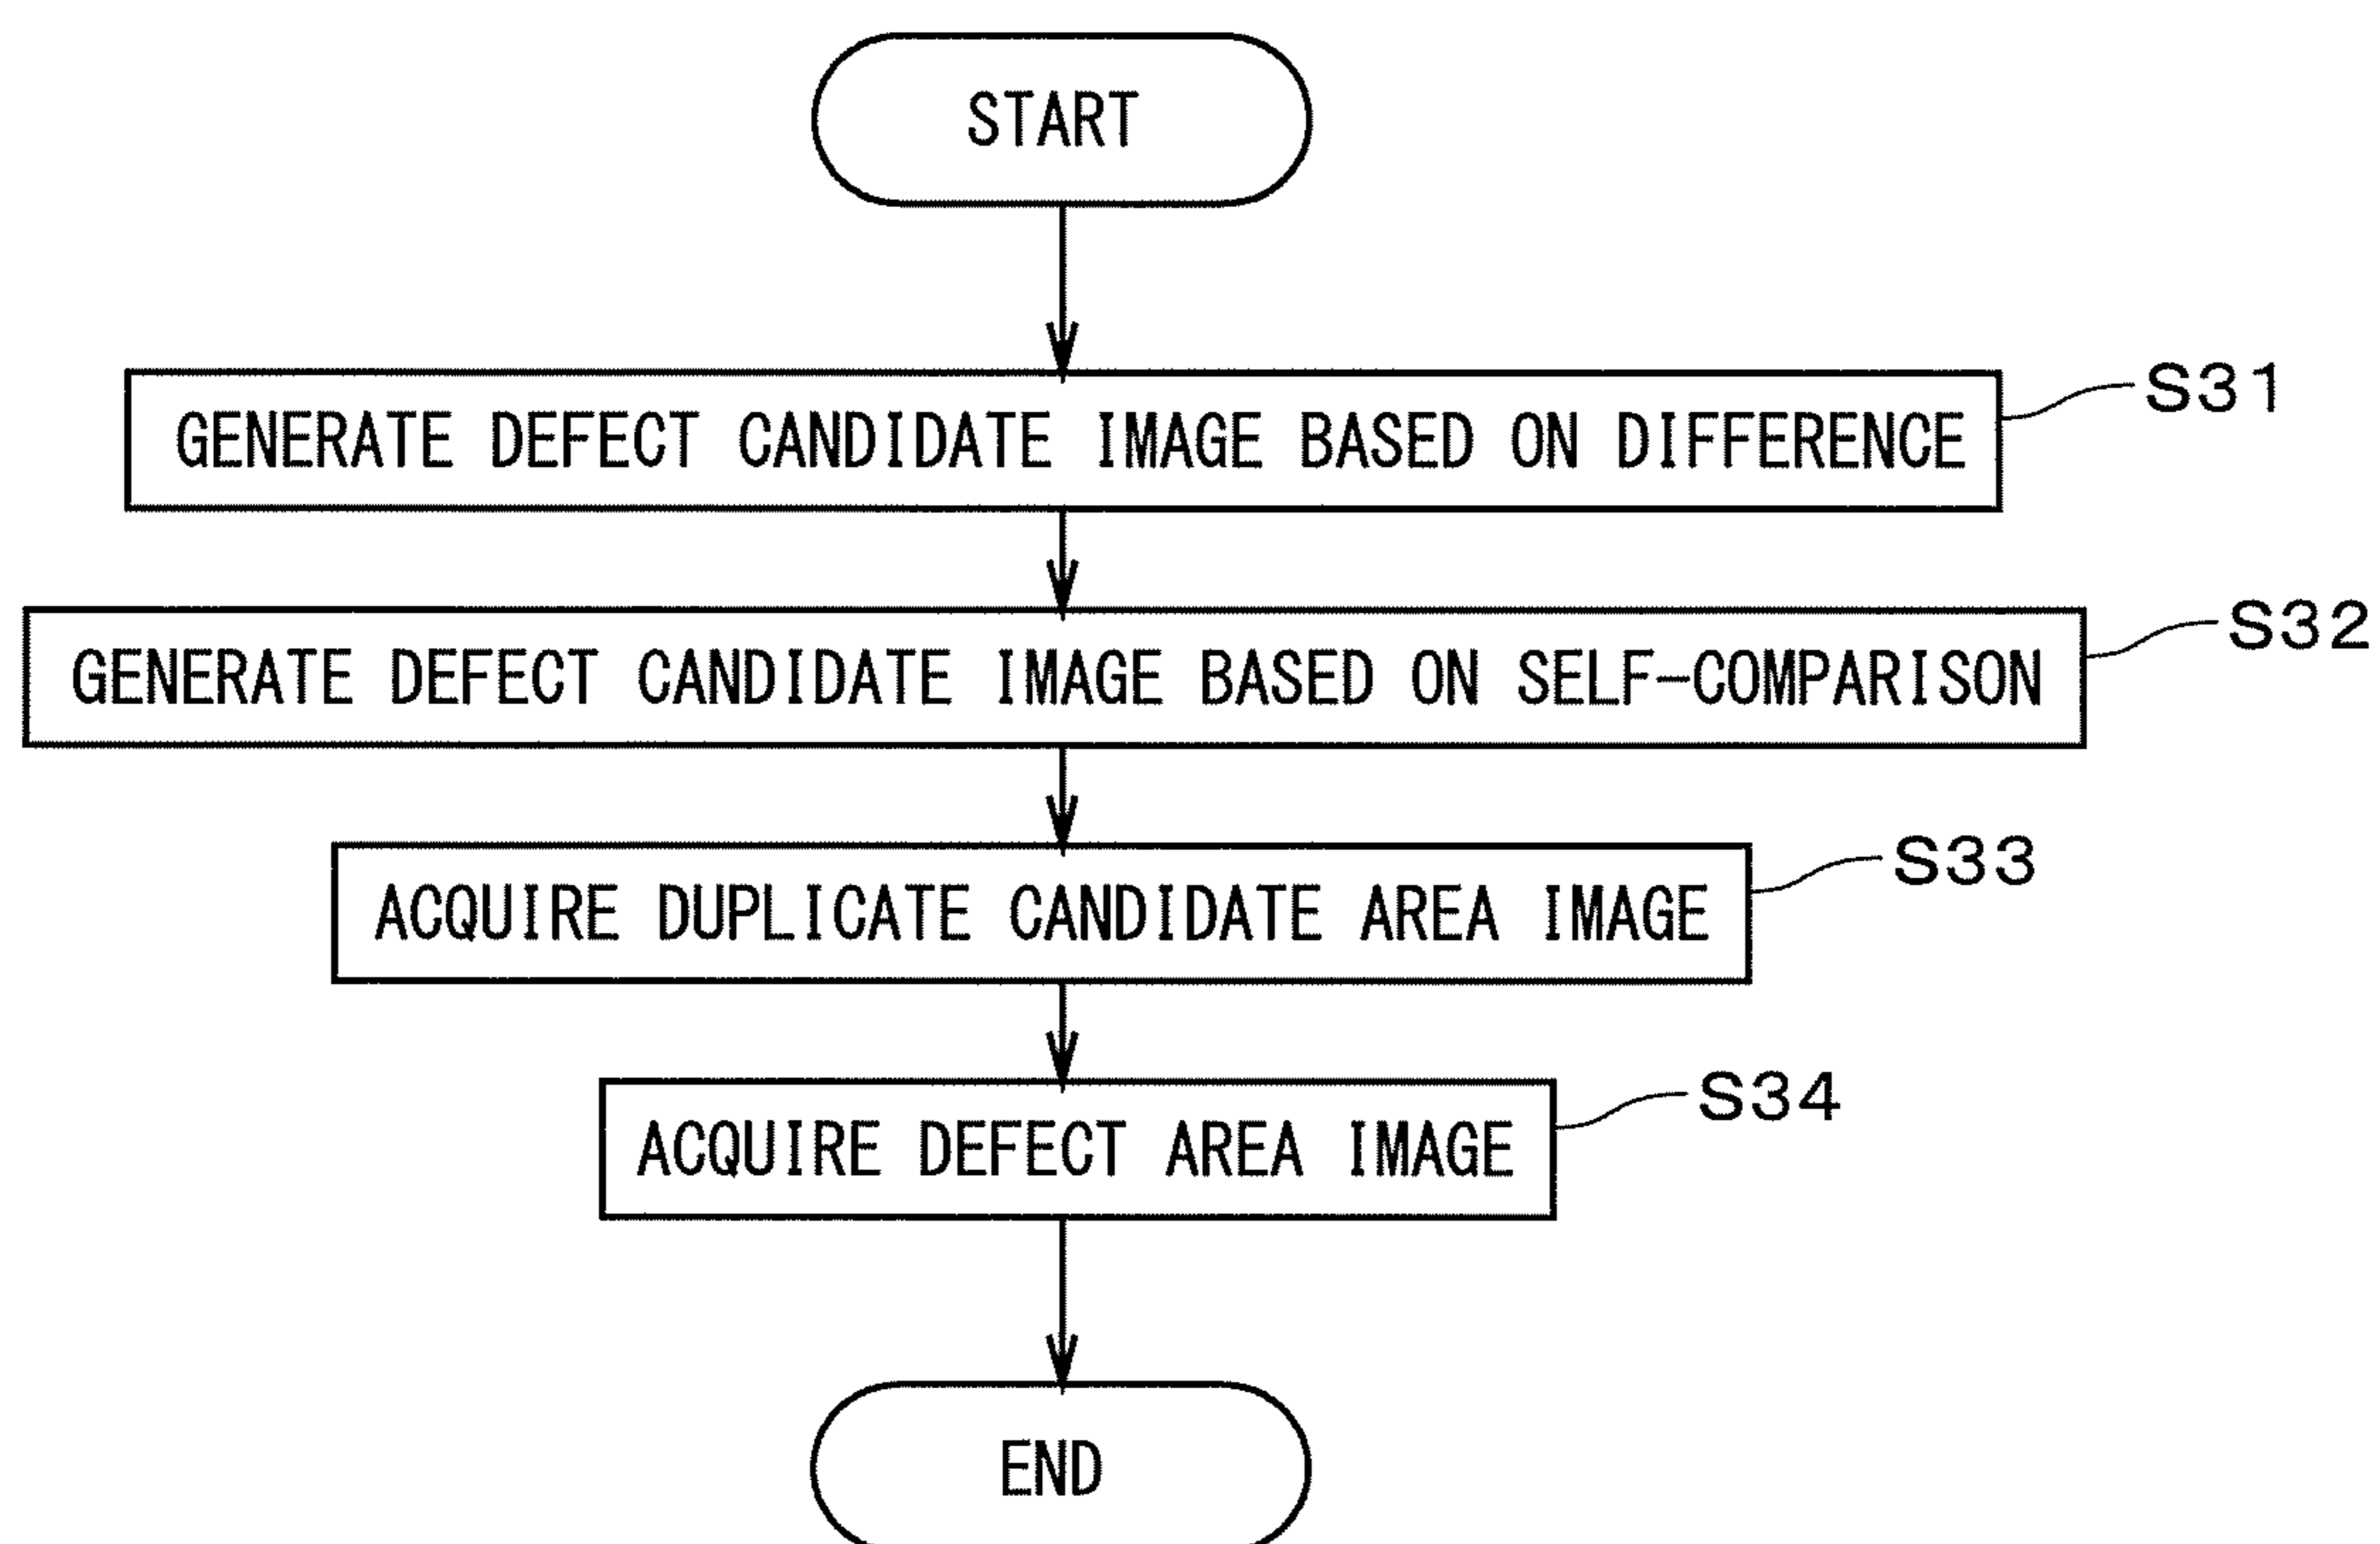 START
GENERATE DEFECT CANDIDATE IMAGE BASED ON DIFFERENCE
S31
GENERATE DEFECT CANDIDATE IMAGE BASED ON SELF-COMPARISON
S32
ACQUIRE DUPLICATE CANDIDATE AREA IMAGE
S33
ACQUIRE DEFECT AREA IMAGE
S34
END